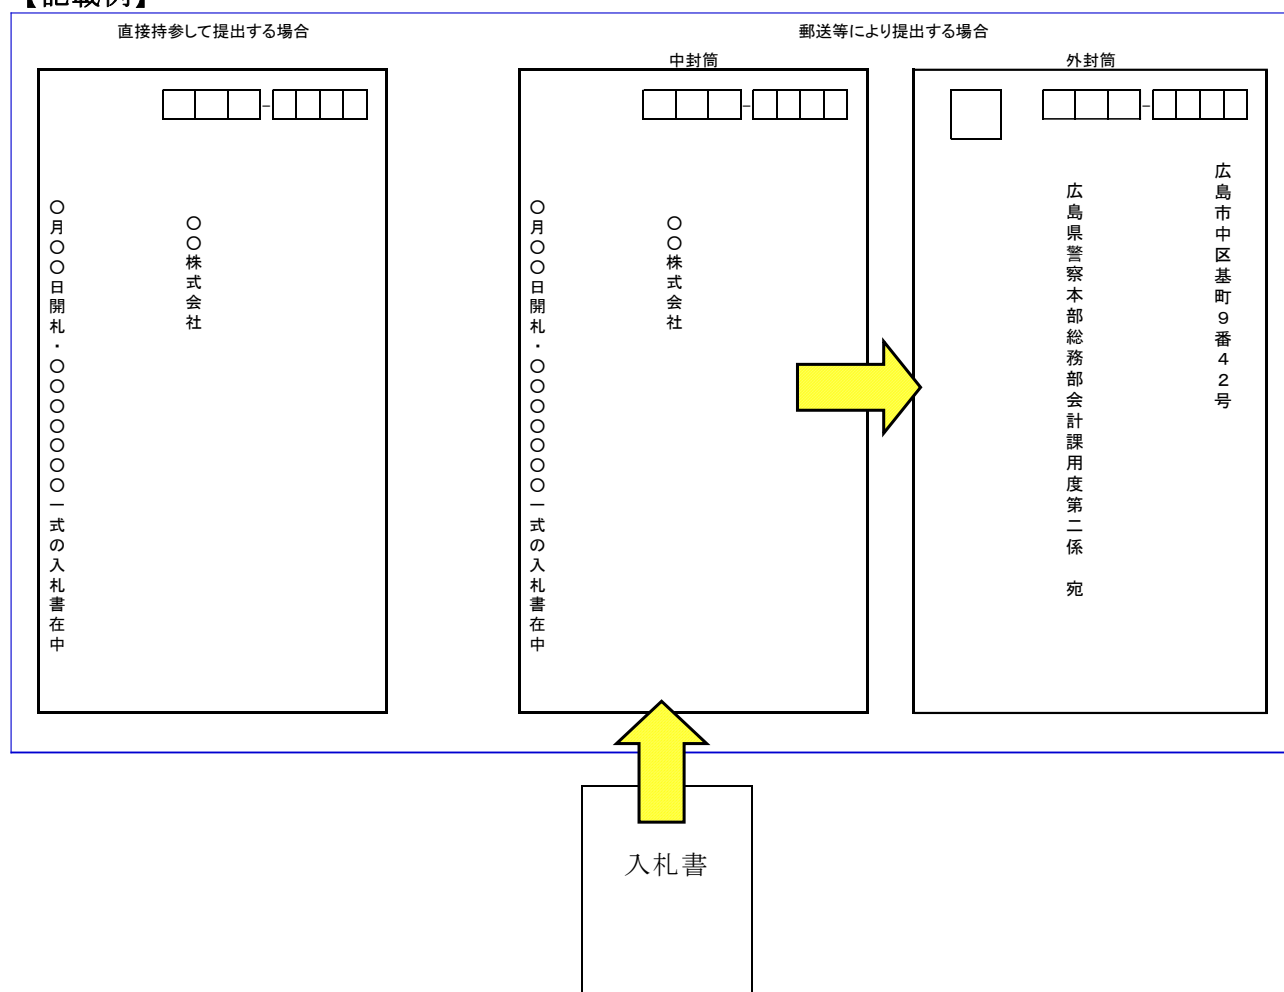 【記載例】
直接持参して提出する場合
〇〇株式会社
〇月〇〇日開札・〇〇〇〇〇〇〇一式の入札書在中
郵送等により提出する場合
中封筒
〇〇株式会社
〇月〇〇日開札・〇〇〇〇〇〇〇一式の入札書在中
外封筒
広島市中区基町9番42号
広島県警察本部総務部会計課用度第二係 宛
入札書